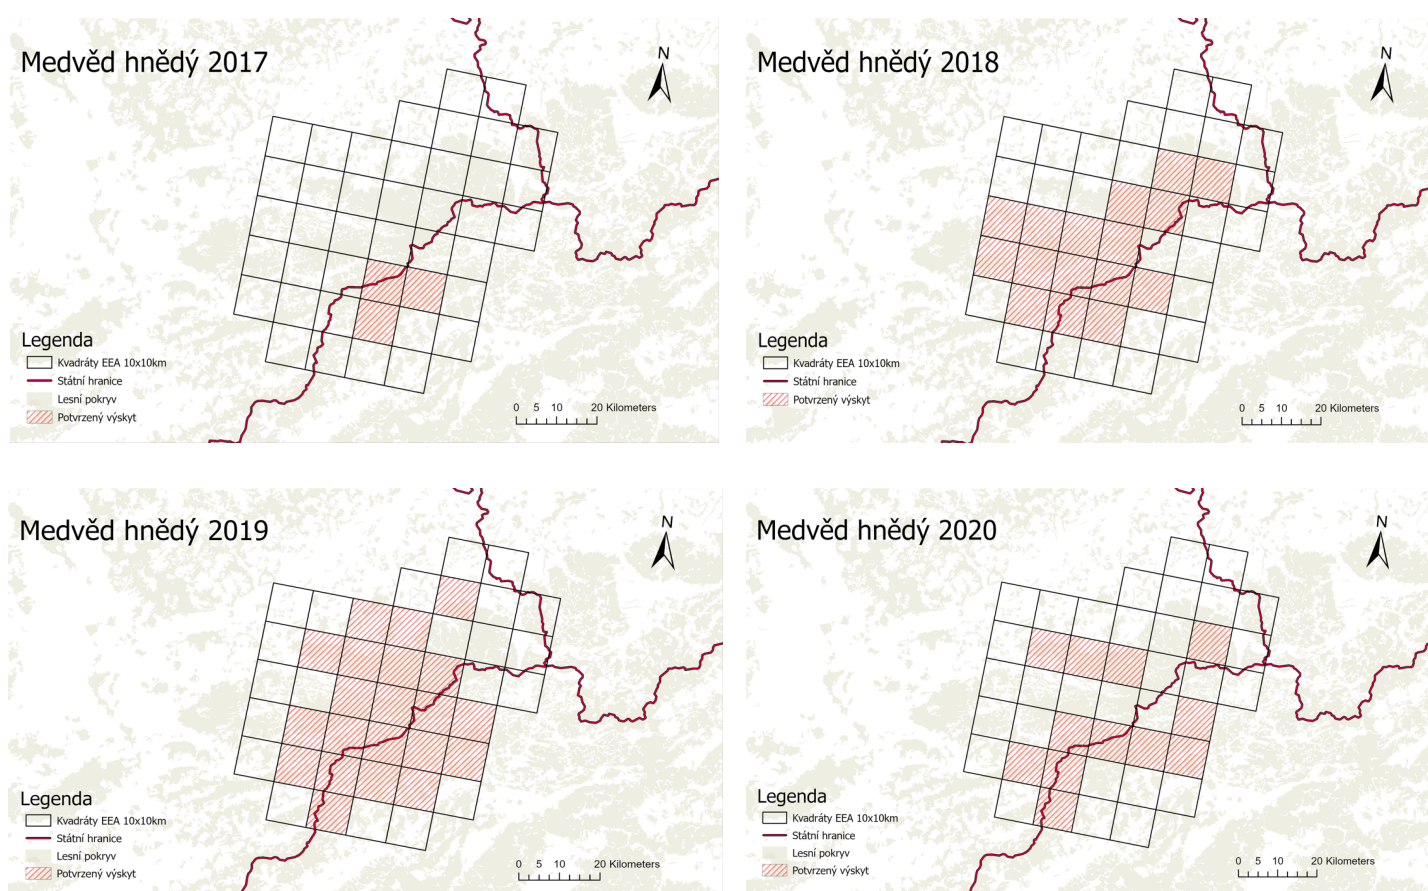 Medvěd hnědý 2017
N
Legenda
Kvadráty EEA 10x10km
Státní hranice
Lesní pokryv
Potvrzený výskyt
0 5 10 20 Kilometers
Medvěd hnědý 2018
N
Legenda
Kvadráty EEA 10x10km
Státní hranice
Lesní pokryv
Potvrzený výskyt
0 5 10 20 Kilometers
Medvěd hnědý 2019
N
Legenda
Kvadráty EEA 10x10km
Státní hranice
Lesní pokryv
Potvrzený výskyt
0 5 10 20 Kilometers
Medvěd hnědý 2020
N
Legenda
Kvadráty EEA 10x10km
Státní hranice
Lesní pokryv
Potvrzený výskyt
0 5 10 20 Kilometers